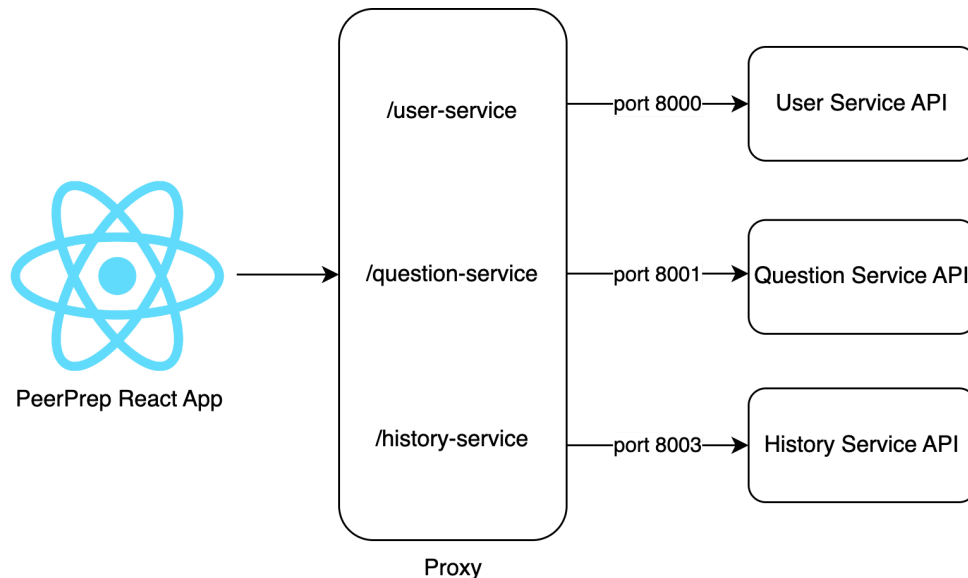 /user-service
port 8000
User Service API
/question-service
port 8001
Question Service API
PeerPrep React App
/history-service
port 8003
History Service API
Proxy